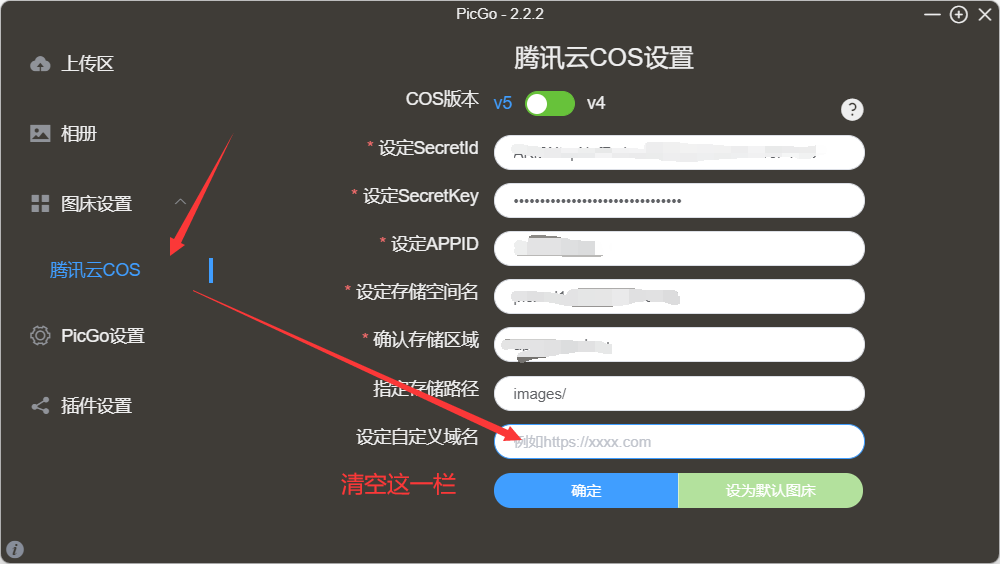 PicGo - 2.2.2
上传区
相册
图床设置
腾讯云COS
PicGo设置
插件设置
腾讯云COS设置
COS版本 v5 v4
?
* 设定SecretId
* 设定SecretKey ••••••••••••••••••••••••••••••••
* 设定APPID
* 设定存储空间名
* 确认存储区域
指定存储路径 images/
设定自定义域名 例如https://xxxx.com
清空这一栏
确定 设为默认图床
i